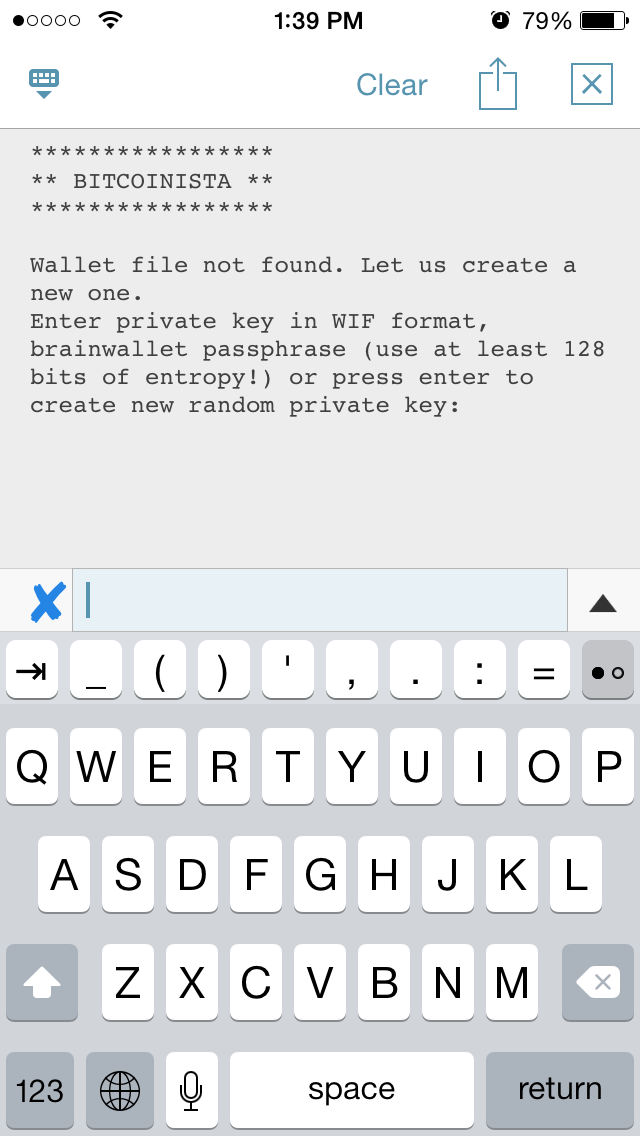 1:39 PM 79%
Clear
*****************
** BITCOINISTA **
*****************
Wallet file not found. Let us create a
new one.
Enter private key in WIF format,
brainwallet passphrase (use at least 128
bits of entropy!) or press enter to
create new random private key:
_ ( ) ' , . : =
Q W E R T Y U I O P
A S D F G H J K L
Z X C V B N M
123 space return